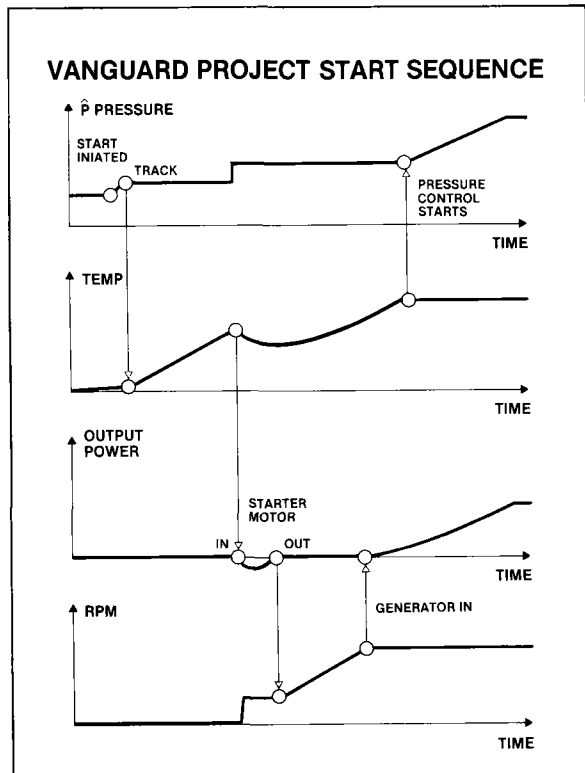 VANGUARD PROJECT START SEQUENCE
P̂ PRESSURE
START
INIATED
TRACK
PRESSURE
CONTROL
STARTS
TIME
TEMP
TIME
OUTPUT
POWER
STARTER
MOTOR
IN
OUT
TIME
RPM
GENERATOR IN
TIME